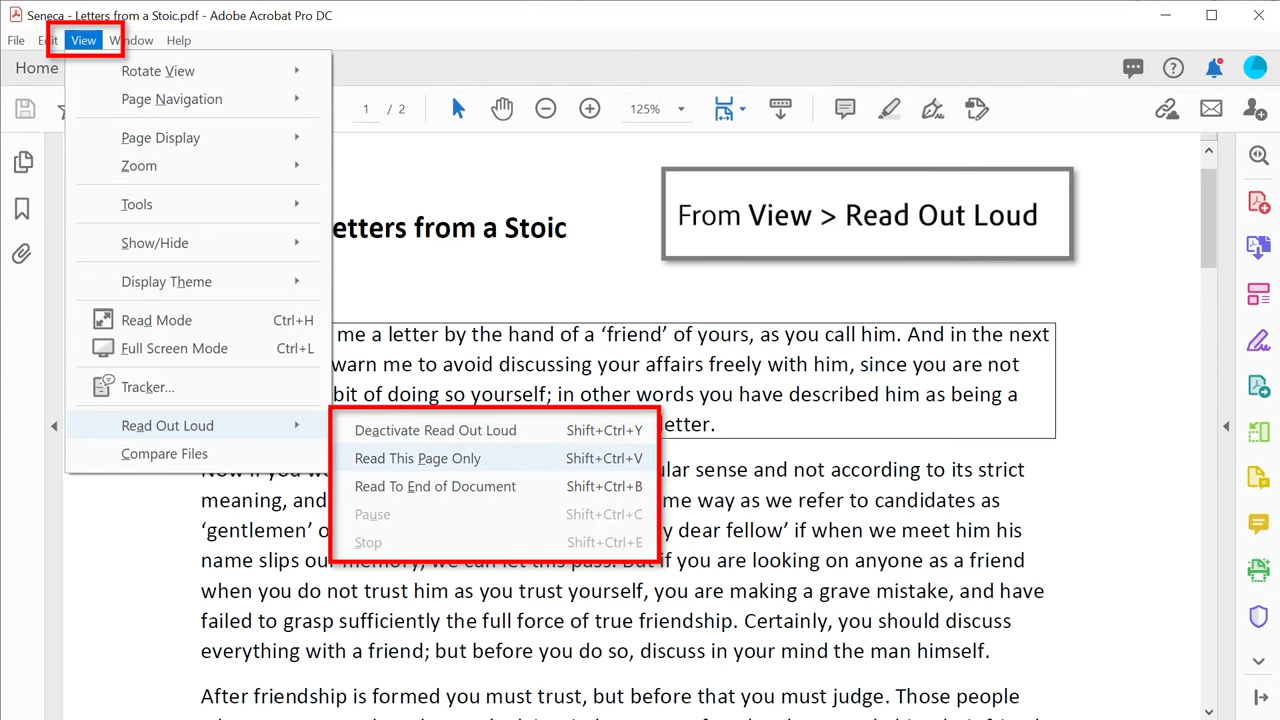 Seneca - Letters from a Stoic.pdf - Adobe Acrobat Pro DC
File Edit View Window Help
Home
1 / 2
125%
Rotate View
Page Navigation
Page Display
Zoom
Tools
Show/Hide
Display Theme
Read Mode Ctrl+H
Full Screen Mode Ctrl+L
Tracker...
Read Out Loud
Compare Files
Deactivate Read Out Loud Shift+Ctrl+Y
Read This Page Only Shift+Ctrl+V
Read To End of Document Shift+Ctrl+B
Pause Shift+Ctrl+C
Stop Shift+Ctrl+E
From View > Read Out Loud
etters from a Stoic
me a letter by the hand of a ‘friend’ of yours, as you call him. And in the next
warn me to avoid discussing your affairs freely with him, since you are not
bit of doing so yourself; in other words you have described him as being a
etter.
Now if you ular sense and not according to its strict
meaning, and me way as we refer to candidates as
‘gentlemen’ y dear fellow’ if when we meet him his
name slips our memory, we can let this pass. But if you are looking on anyone as a friend
when you do not trust him as you trust yourself, you are making a grave mistake, and have
failed to grasp sufficiently the full force of true friendship. Certainly, you should discuss
everything with a friend; but before you do so, discuss in your mind the man himself.
After friendship is formed you must trust, but before that you must judge. Those people